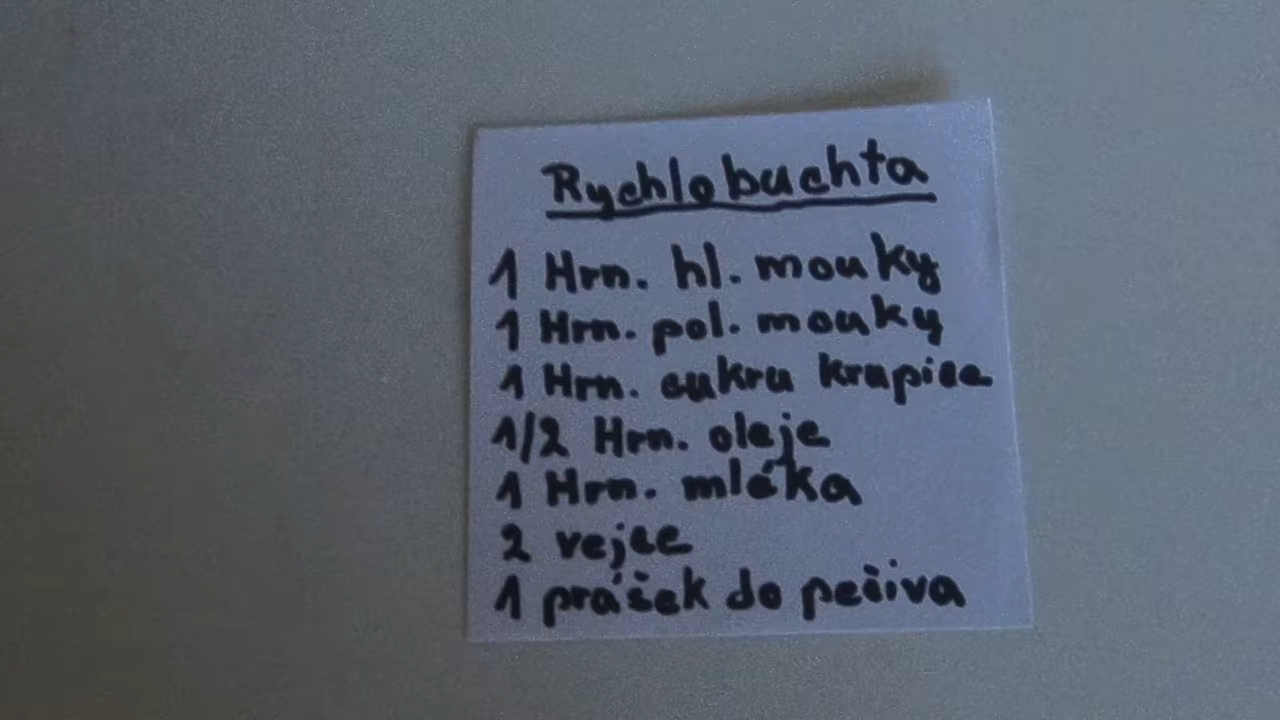 Rychlobuchta
1 Hrn. hl. mouky
1 Hrn. pol. mouky
1 Hrn. cukru krupice
1/2 Hrn. oleje
1 Hrn. mléka
2 vejce
1 prášek do pečiva